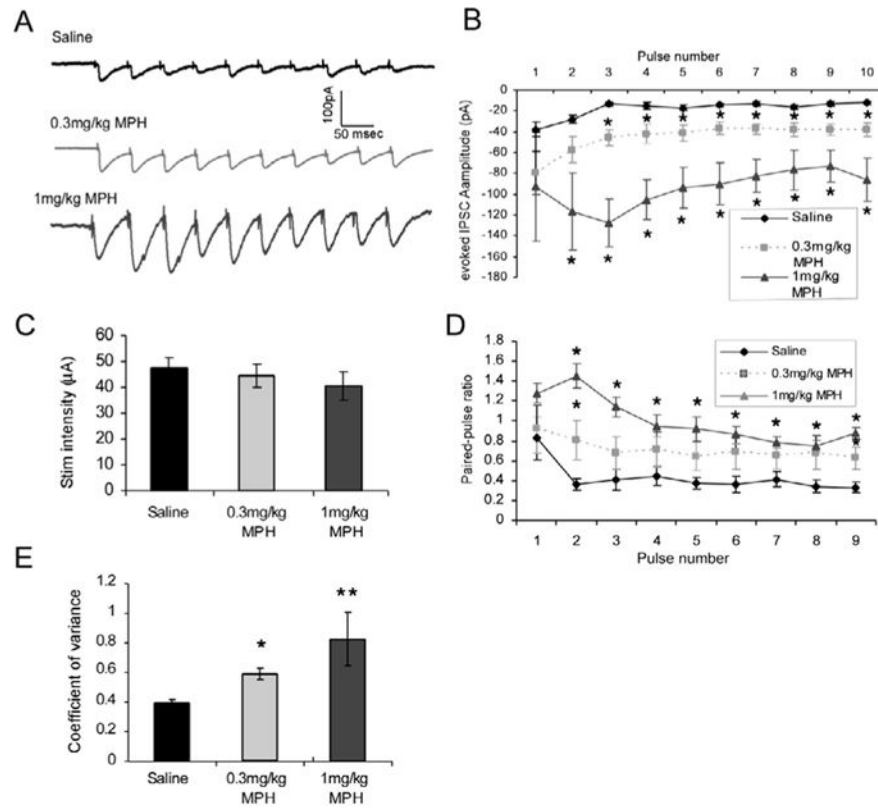 A
Saline
100pA
50 msec
0.3mg/kg MPH
1mg/kg MPH
B
Pulse number
1 2 3 4 5 6 7 8 9 10
evoked IPSC Aamplitude (pA)
0
-20
-40
-60
-80
-100
-120
-140
-160
-180
Saline
0.3mg/kg
MPH
1mg/kg
MPH
C
Stim intensity (μA)
60
50
40
30
20
10
0
Saline
0.3mg/kg
MPH
1mg/kg
MPH
D
Paired-pulse ratio
1.8
1.6
1.4
1.2
1
0.8
0.6
0.4
0.2
0
Saline
0.3mg/kg MPH
1mg/kg MPH
1 2 3 4 5 6 7 8 9
Pulse number
E
Coefficient of variance
1.2
1
0.8
0.6
0.4
0.2
0
* **
Saline
0.3mg/kg
MPH
1mg/kg
MPH